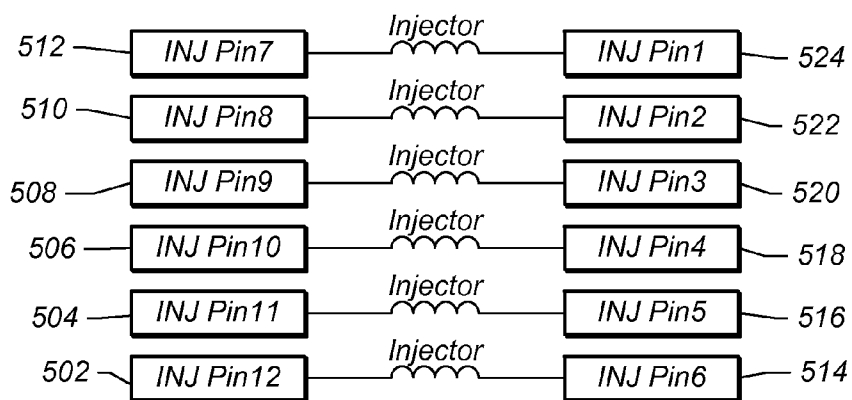 Injector
512 INJ Pin7 INJ Pin1 524
Injector
510 INJ Pin8 INJ Pin2 522
Injector
508 INJ Pin9 INJ Pin3 520
Injector
506 INJ Pin10 INJ Pin4 518
Injector
504 INJ Pin11 INJ Pin5 516
Injector
502 INJ Pin12 INJ Pin6 514